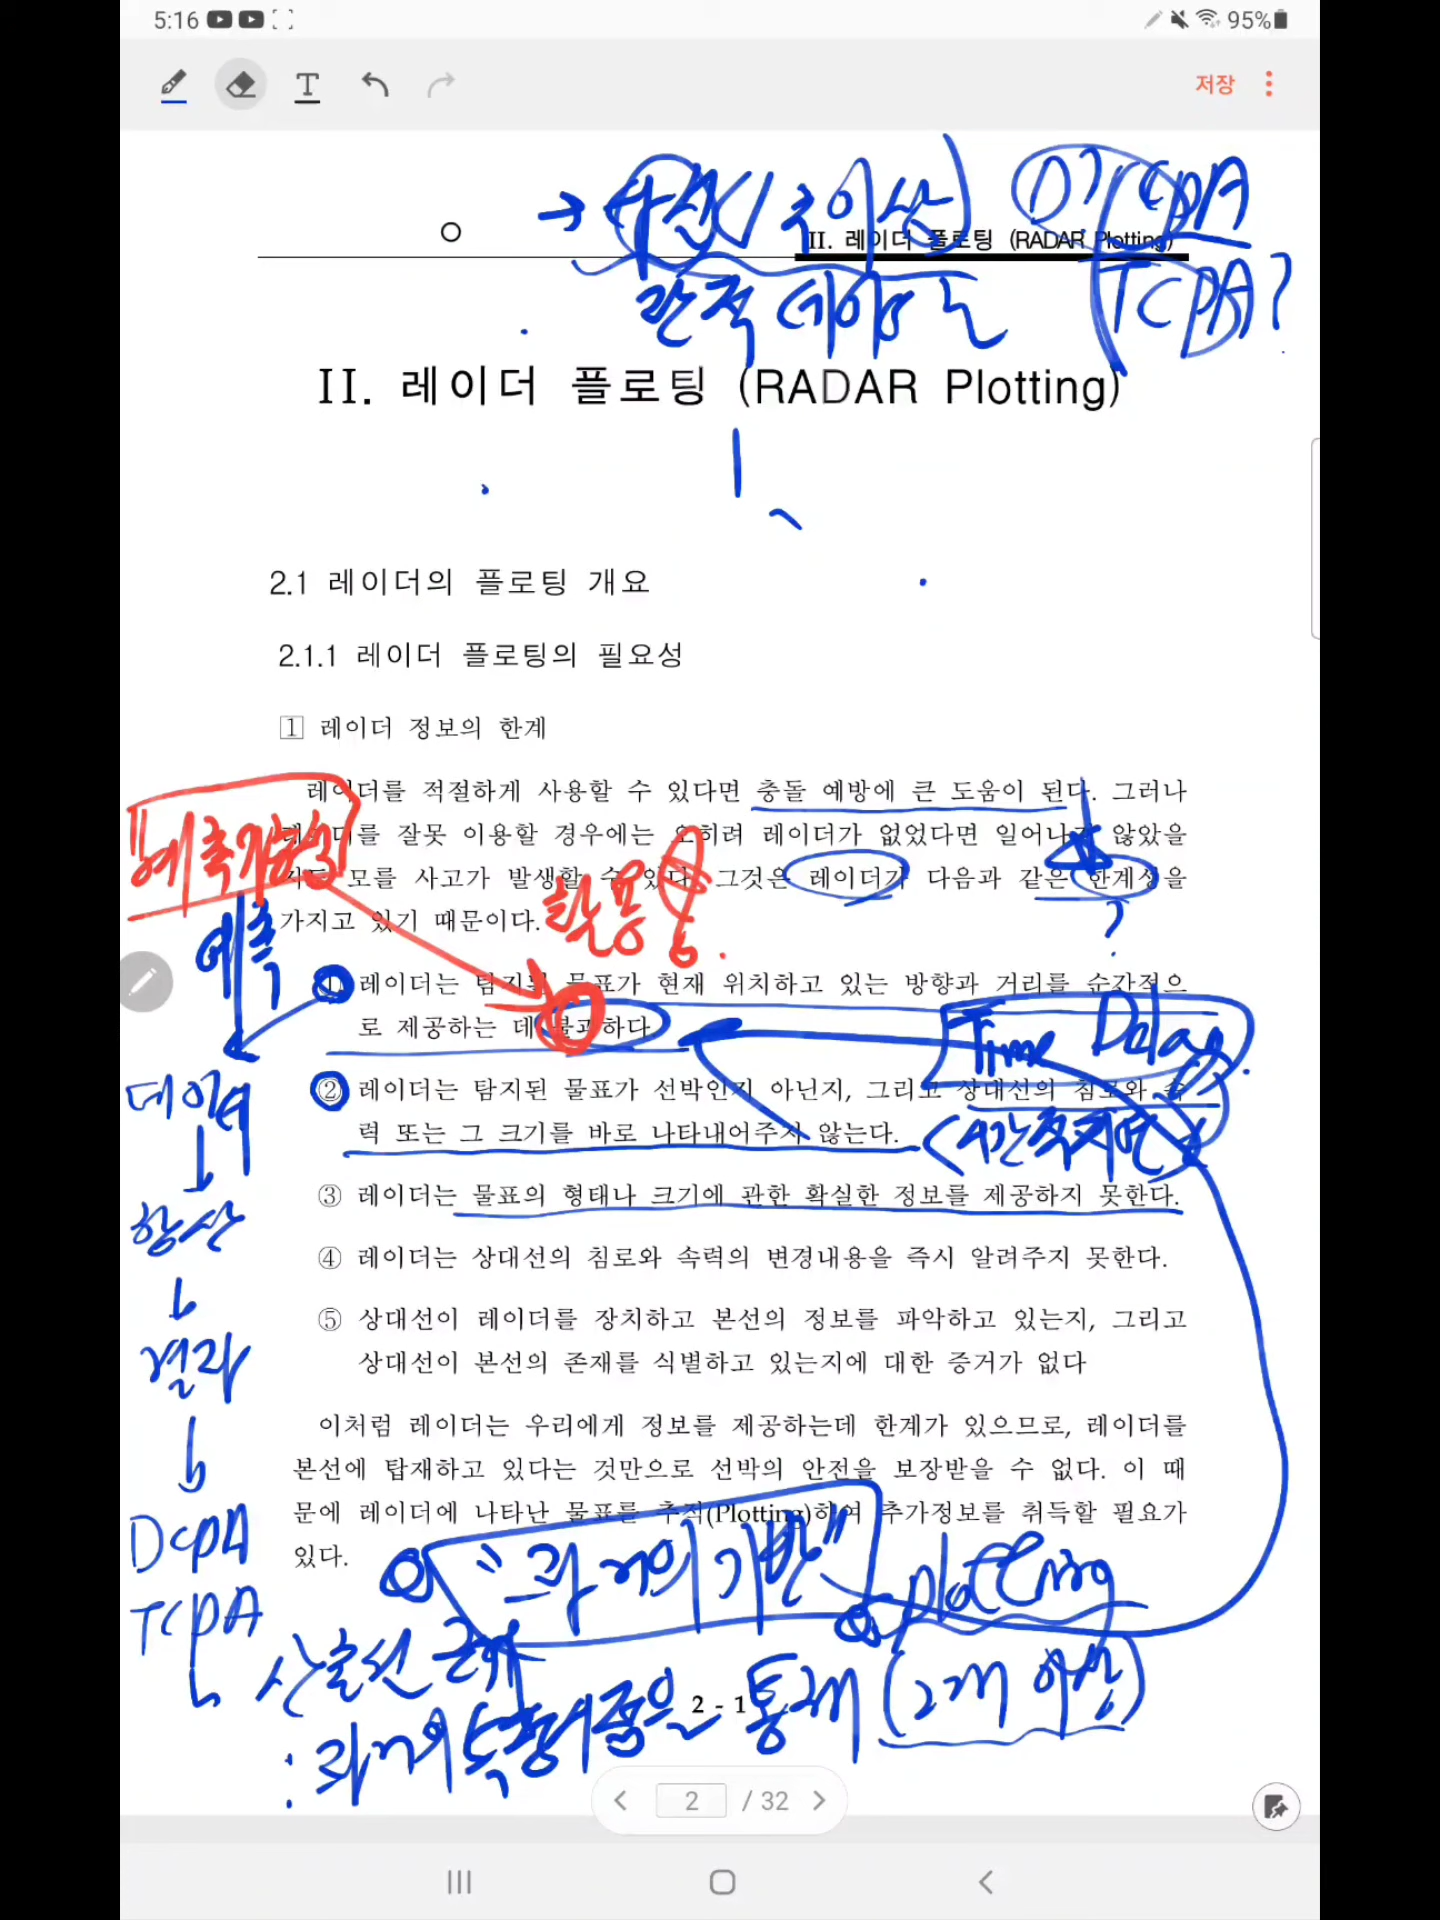 5:16 95%
저장
→ 4선 / 3이상 D? CPA
II. 레이더 플로팅 (RADAR Plotting)
TCPA?
II. 레이더 플로팅 (RADAR Plotting)
2.1 레이더의 플로팅 개요
2.1.1 레이더 플로팅의 필요성
1 레이더 정보의 한계
레이더를 적절하게 사용할 수 있다면 충돌 예방에 큰 도움이 된다. 그러나
레이더를 잘못 이용할 경우에는 오히려 레이더가 없었다면 일어나지 않았을
지도 모를 사고가 발생할 수 있다. 그것은 레이더가 다음과 같은 한계성을
가지고 있기 때문이다.
?
예측
① 레이더는 탐지된 물표가 현재 위치하고 있는 방향과 거리를 순간적으
로 제공하는 데 불과하다.
Time Delay
② 레이더는 탐지된 물표가 선박인지 아닌지, 그리고 상대선의 침로와 속
력 또는 그 크기를 바로 나타내어주지 않는다.
③ 레이더는 물표의 형태나 크기에 관한 확실한 정보를 제공하지 못한다.
④ 레이더는 상대선의 침로와 속력의 변경내용을 즉시 알려주지 못한다.
⑤ 상대선이 레이더를 장치하고 본선의 정보를 파악하고 있는지, 그리고
상대선이 본선의 존재를 식별하고 있는지에 대한 증거가 없다
이처럼 레이더는 우리에게 정보를 제공하는데 한계가 있으므로, 레이더를
본선에 탑재하고 있다는 것만으로 선박의 안전을 보장받을 수 없다. 이 때
문에 레이더에 나타난 물표를 추적(Plotting)하여 추가정보를 취득할 필요가
있다.
데이터
↓
↓
결과
↓
DCPA
TCPA
"과거의 기반" plotting
: 과거의 통해 (2개 이상)
2 - 1
2 / 32